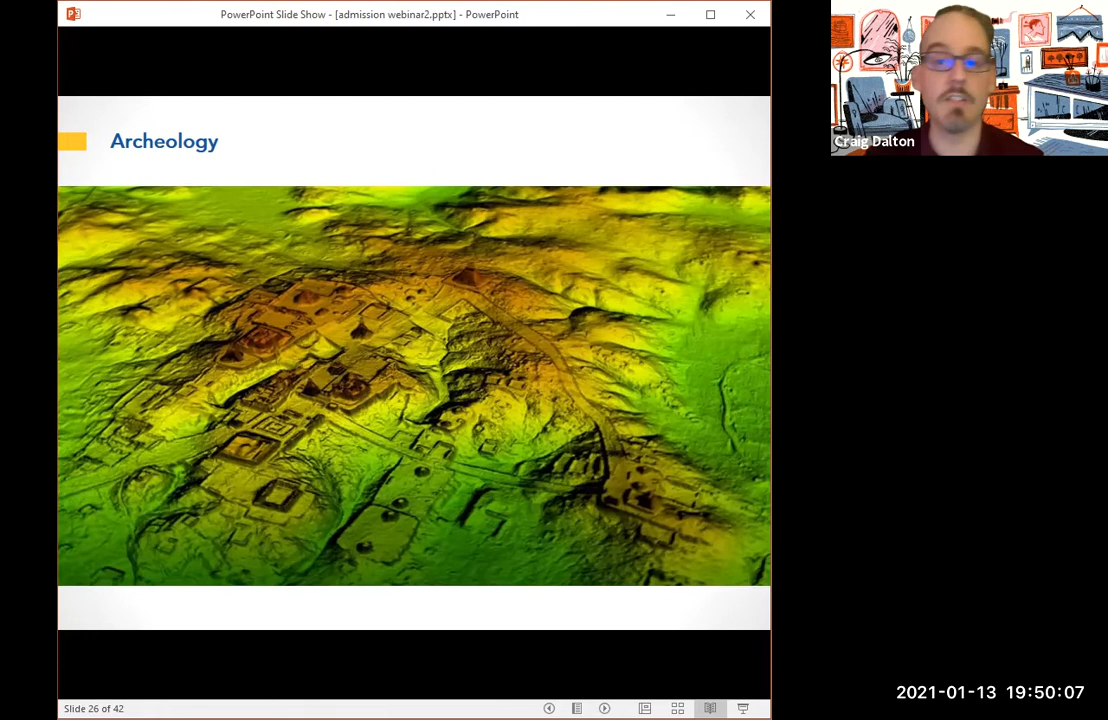 PowerPoint Slide Show - [admission webinar2.pptx] - PowerPoint
Archeology
Craig Dalton
2021-01-13 19:50:07
Slide 26 of 42